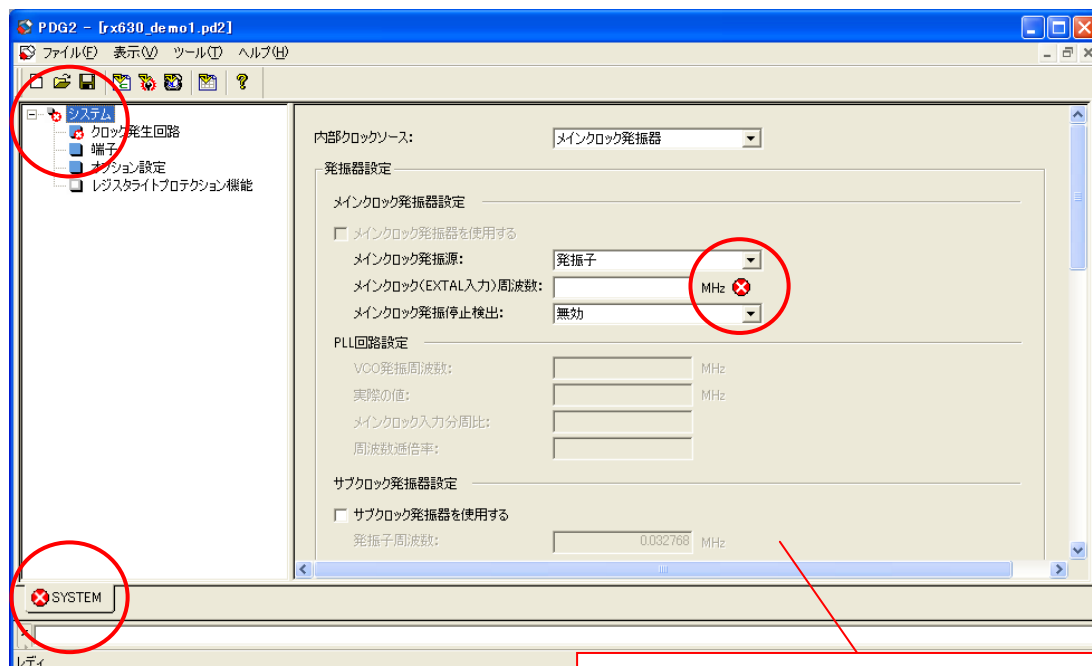 PDG2 - [rx630_demo1.pd2]
ファイル(F) 表示(V) ツール(T) ヘルプ(H)
システム
クロック発生回路
端子
オプション設定
レジスタライトプロテクション機能
内部クロックソース: メインクロック発振器
発振器設定
メインクロック発振器設定
メインクロック発振器を使用する
メインクロック発振源: 発振子
メインクロック(EXTAL入力)周波数: MHz
メインクロック発振停止検出: 無効
PLL回路設定
VCO発振周波数: MHz
実際の値: MHz
メインクロック入力分周比:
周波数逓倍率:
サブクロック発振器設定
サブクロック発振器を使用する
発振子周波数: 0.032768 MHz
SYSTEM
レディ